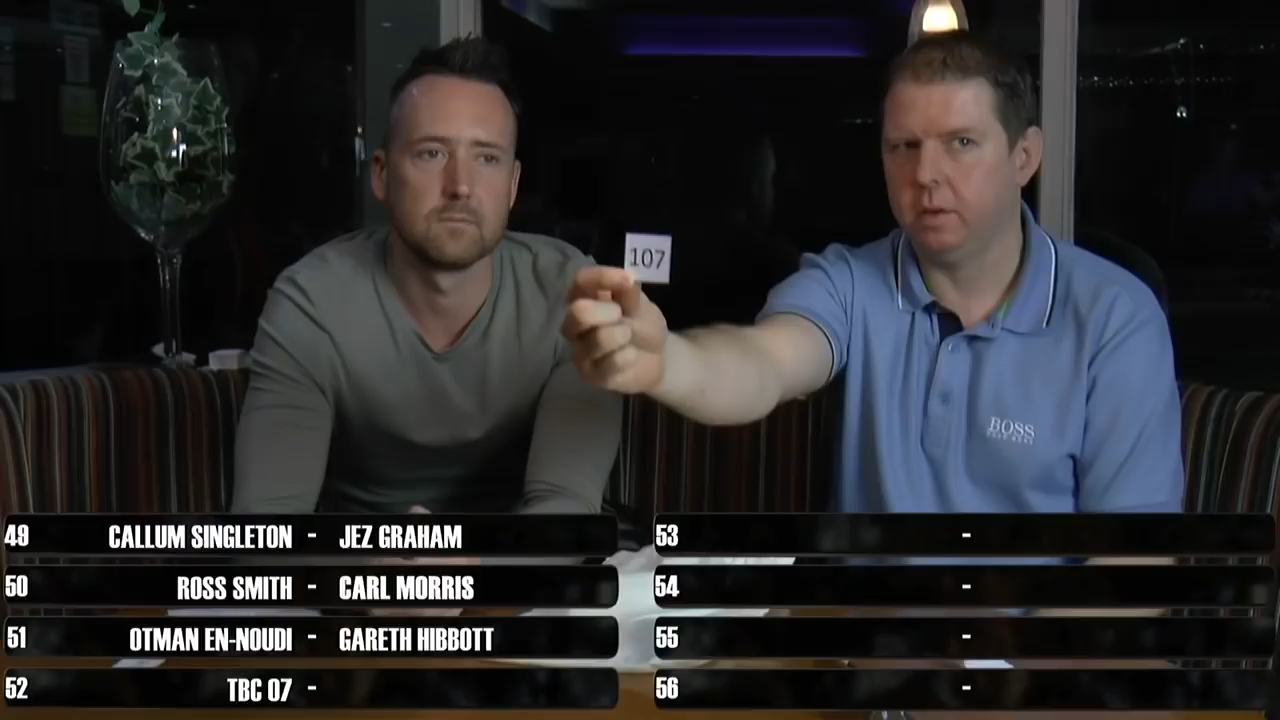 107
BOSS
49 CALLUM SINGLETON - JEZ GRAHAM
50 ROSS SMITH - CARL MORRIS
51 OTMAN EN-NOUDI - GARETH HIBBOTT
52 TBC 07 -
53 -
54 -
55 -
56 -